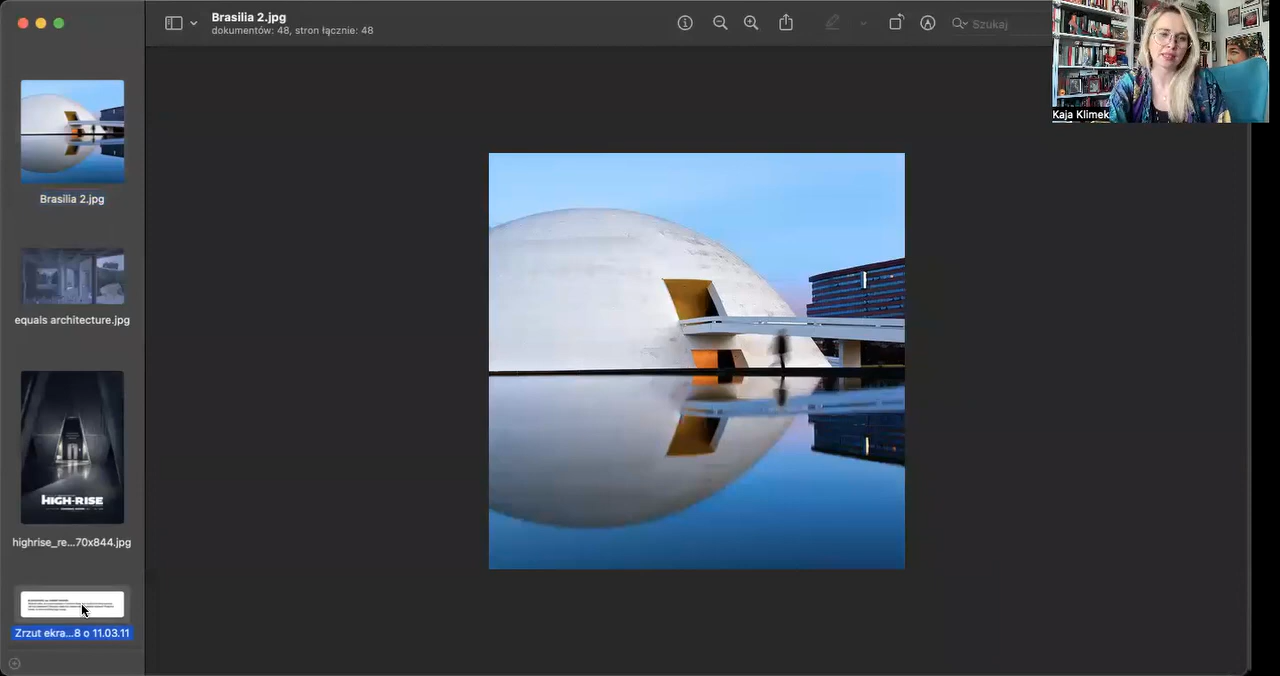 Brasilia 2.jpg
dokumentów: 48, stron łącznie: 48
Szukaj
Kaja Klimek
Brasilia 2.jpg
equals architecture.jpg
HIGH-RISE
highrise_re...70x844.jpg
Zrzut ekra...8 o 11.03.11